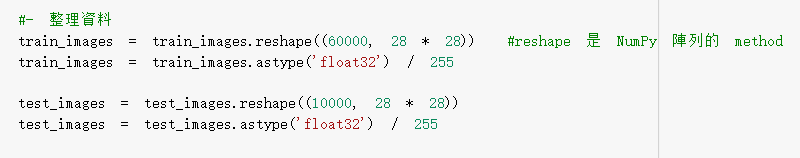 #- 整理資料
train_images = train_images.reshape((60000, 28 * 28)) #reshape 是 NumPy 陣列的 method
train_images = train_images.astype('float32') / 255
test_images = test_images.reshape((10000, 28 * 28))
test_images = test_images.astype('float32') / 255